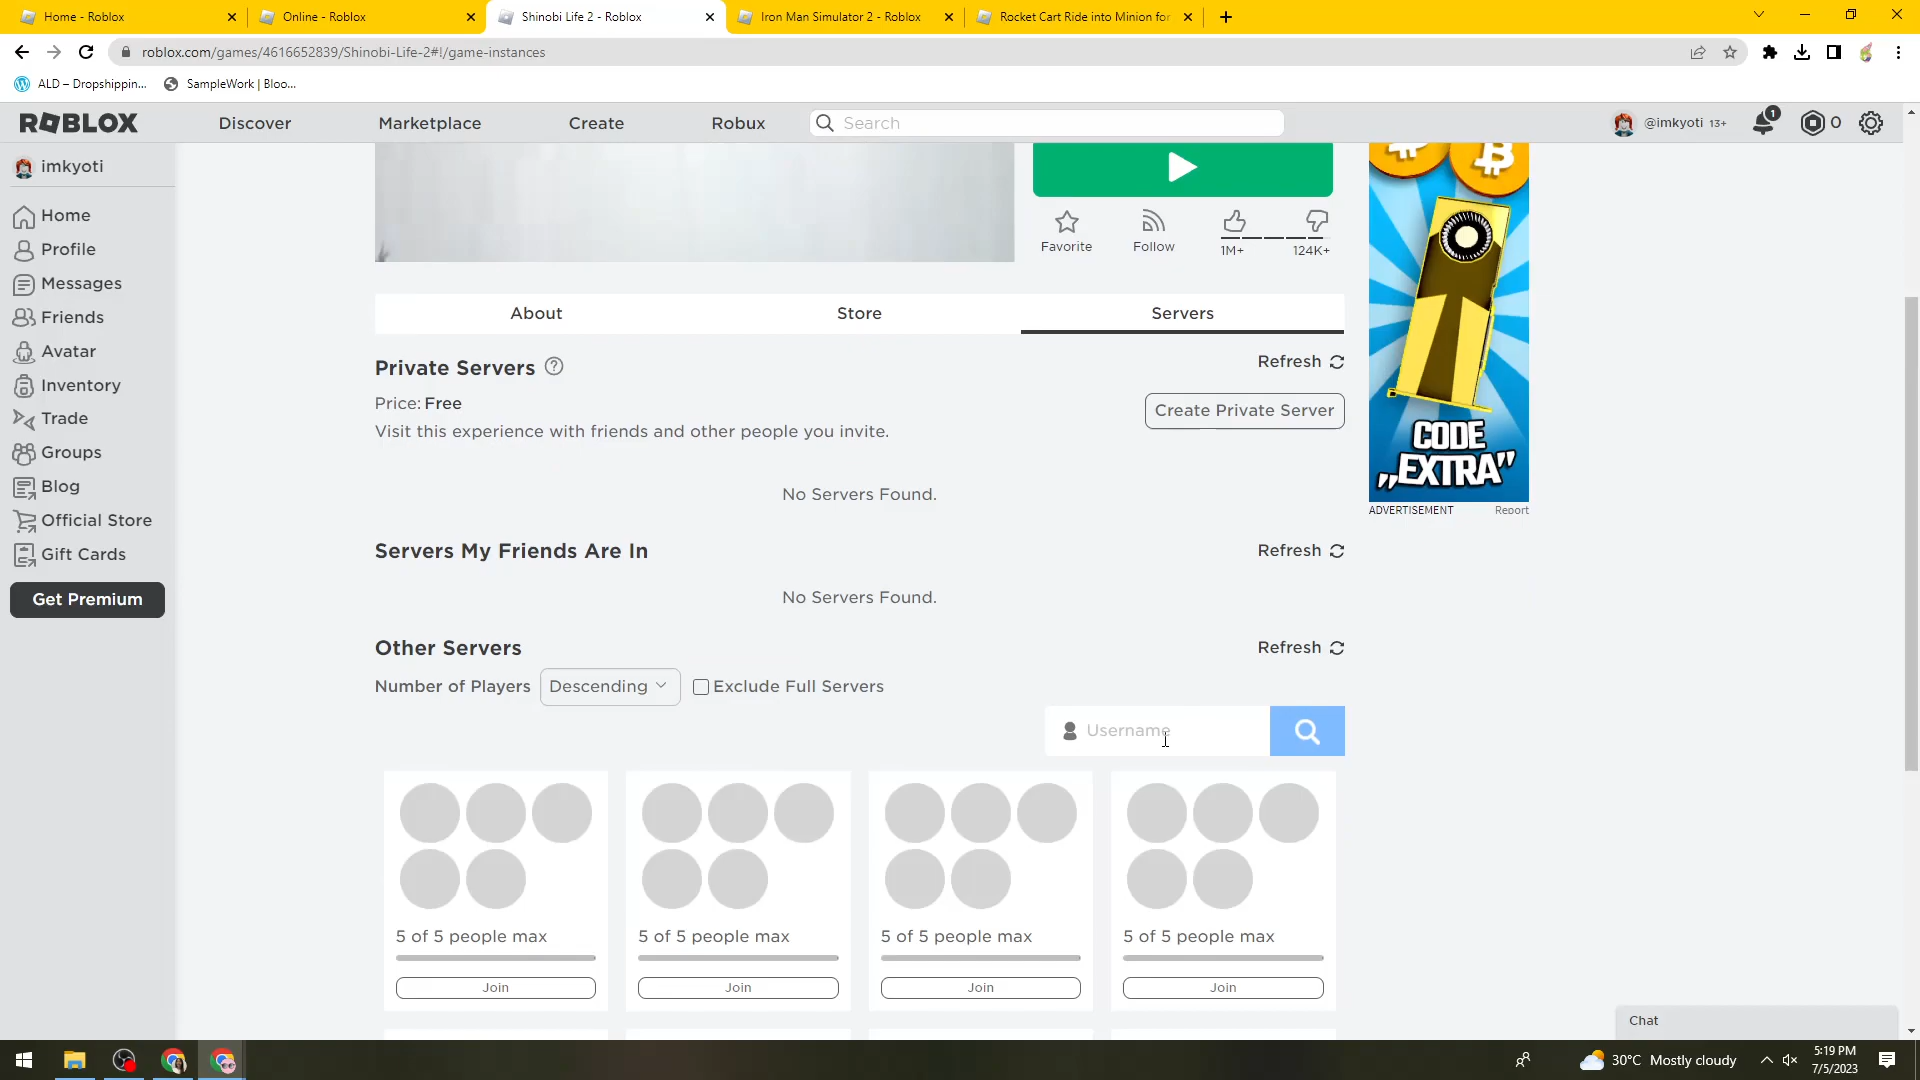 Home - Roblox
Online - Roblox
Shinobi Life 2 - Roblox
Iron Man Simulator 2 - Roblox
Rocket Cart Ride into Minion for
roblox.com/games/4616652839/Shinobi-Life-2#!/game-instances
ALD – Dropshippin...
SampleWork | Bloo...
ROBLOX
Discover
Marketplace
Create
Robux
Search
@imkyoti 13+
1
0
imkyoti
Home
Profile
Messages
Friends
Avatar
Inventory
Trade
Groups
Blog
Official Store
Gift Cards
Get Premium
Favorite
Follow
1M+
124K+
About
Store
Servers
Private Servers
Refresh
Price: Free
Create Private Server
Visit this experience with friends and other people you invite.
No Servers Found.
Servers My Friends Are In
Refresh
No Servers Found.
Other Servers
Refresh
Number of Players
Descending
Exclude Full Servers
Username
5 of 5 people max
5 of 5 people max
5 of 5 people max
5 of 5 people max
Join
Join
Join
Join
CODE
„EXTRA”
ADVERTISEMENT
Report
Chat
30°C Mostly cloudy
5:19 PM
7/5/2023